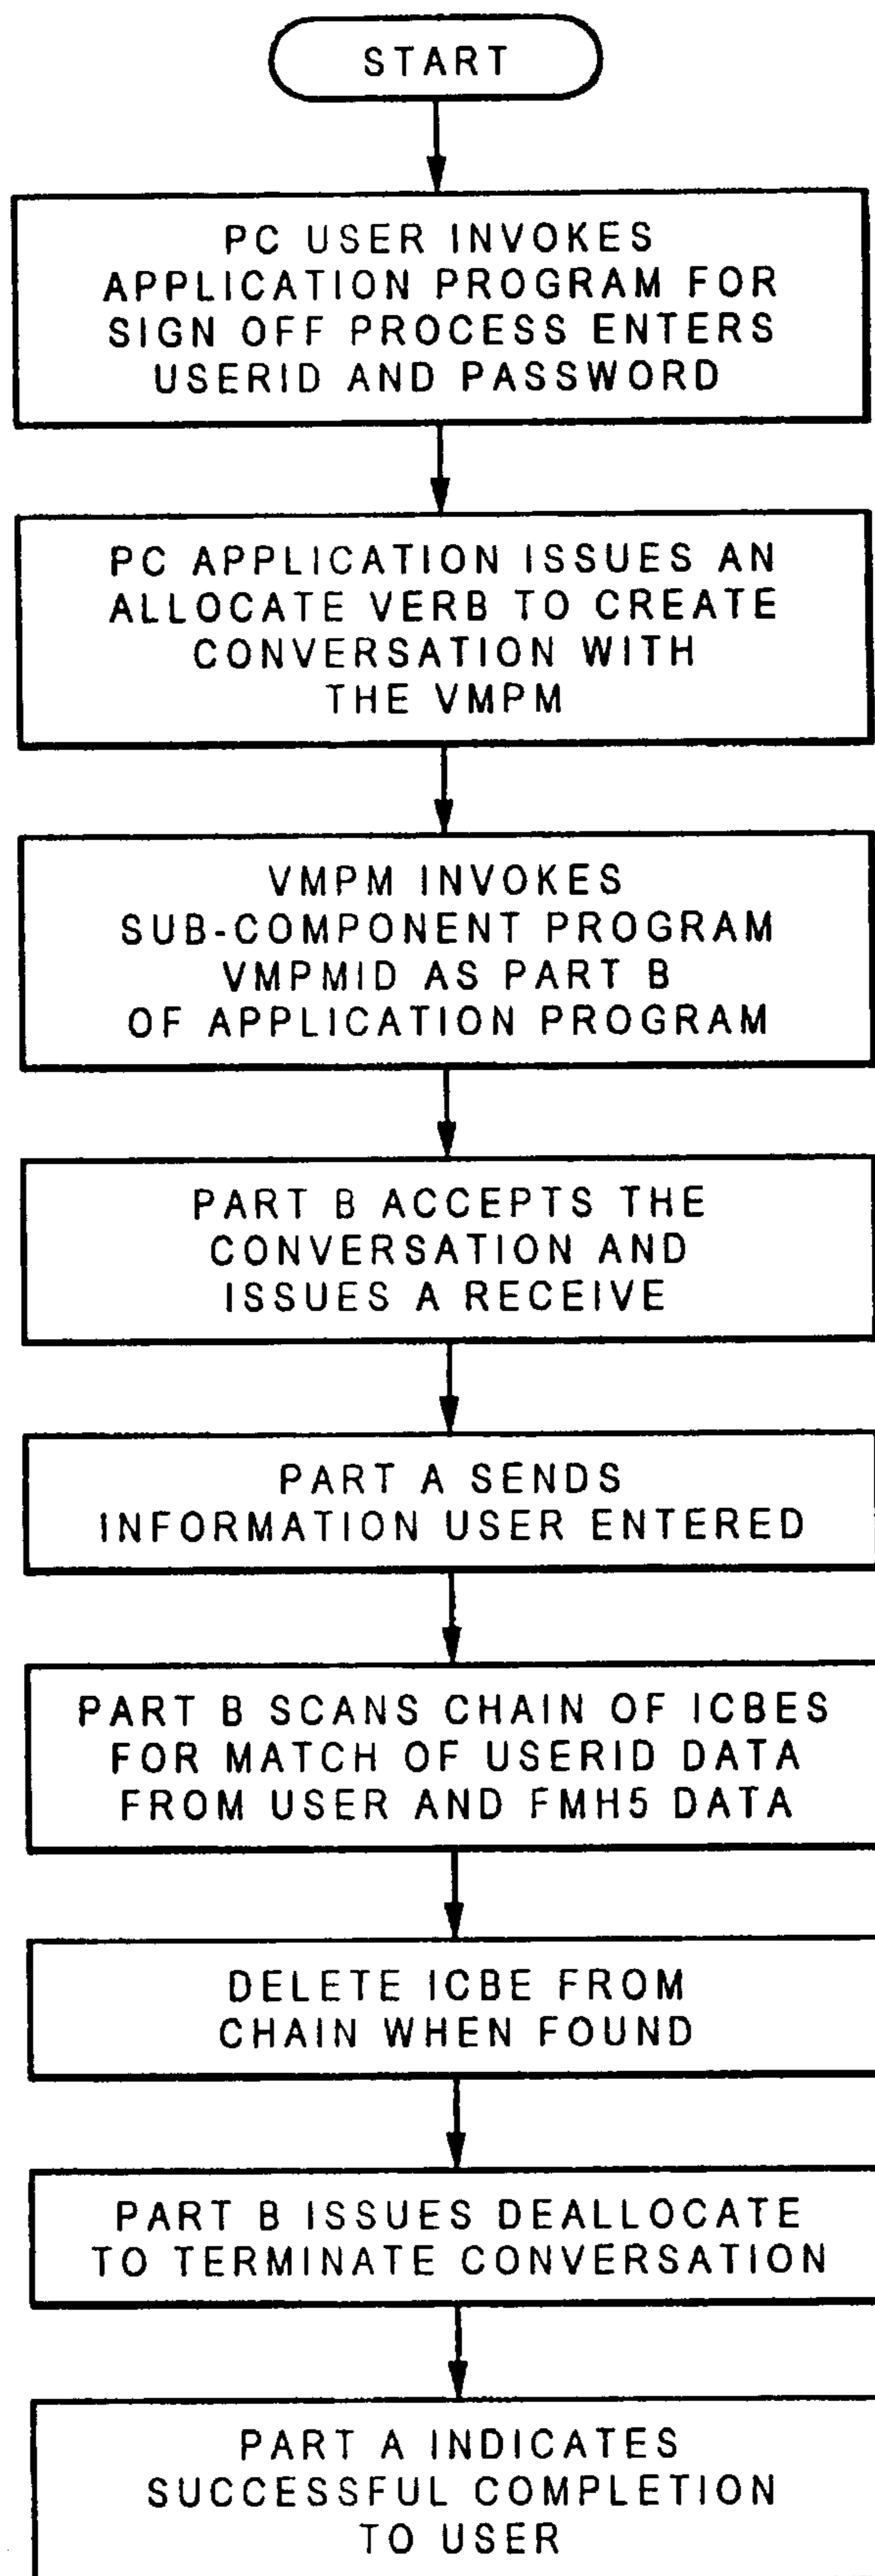 START
PC USER INVOKES
APPLICATION PROGRAM FOR
SIGN OFF PROCESS ENTERS
USERID AND PASSWORD
PC APPLICATION ISSUES AN
ALLOCATE VERB TO CREATE
CONVERSATION WITH
THE VMPM
VMPM INVOKES
SUB-COMPONENT PROGRAM
VMPMID AS PART B
OF APPLICATION PROGRAM
PART B ACCEPTS THE
CONVERSATION AND
ISSUES A RECEIVE
PART A SENDS
INFORMATION USER ENTERED
PART B SCANS CHAIN OF ICBES
FOR MATCH OF USERID DATA
FROM USER AND FMH5 DATA
DELETE ICBE FROM
CHAIN WHEN FOUND
PART B ISSUES DEALLOCATE
TO TERMINATE CONVERSATION
PART A INDICATES
SUCCESSFUL COMPLETION
TO USER